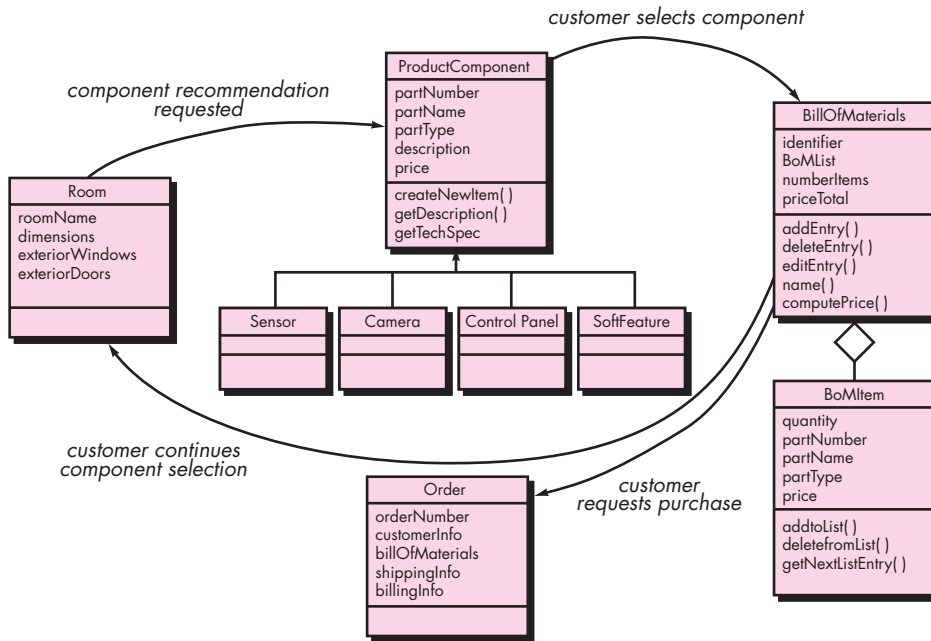 customer selects component
component recommendation
requested
ProductComponent
partNumber
partName
partType
description
price
createNewItem( )
getDescription( )
getTechSpec
BillOfMaterials
identifier
BoMList
numberItems
priceTotal
addEntry( )
deleteEntry( )
editEntry( )
name( )
computePrice( )
Room
roomName
dimensions
exteriorWindows
exteriorDoors
Sensor
Camera
Control Panel
SoftFeature
BoMItem
quantity
partNumber
partName
partType
price
addtoList( )
deletefromList( )
getNextListEntry( )
customer continues
component selection
customer
requests purchase
Order
orderNumber
customerInfo
billOfMaterials
shippingInfo
billingInfo